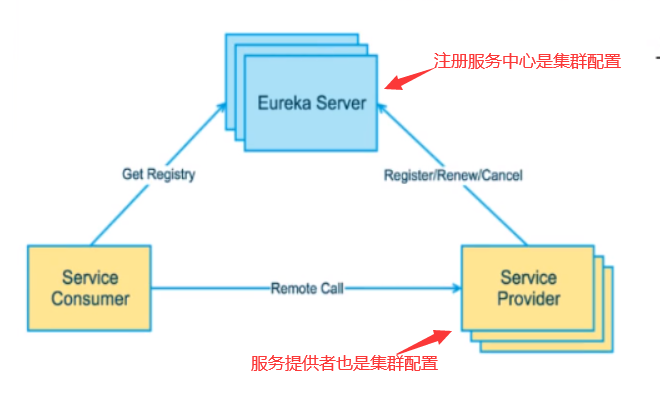 注册服务中心是集群配置
Eureka Server
Get Registry
Register/Renew/Cancel
Service
Consumer
Remote Call
Service
Provider
服务提供者也是集群配置